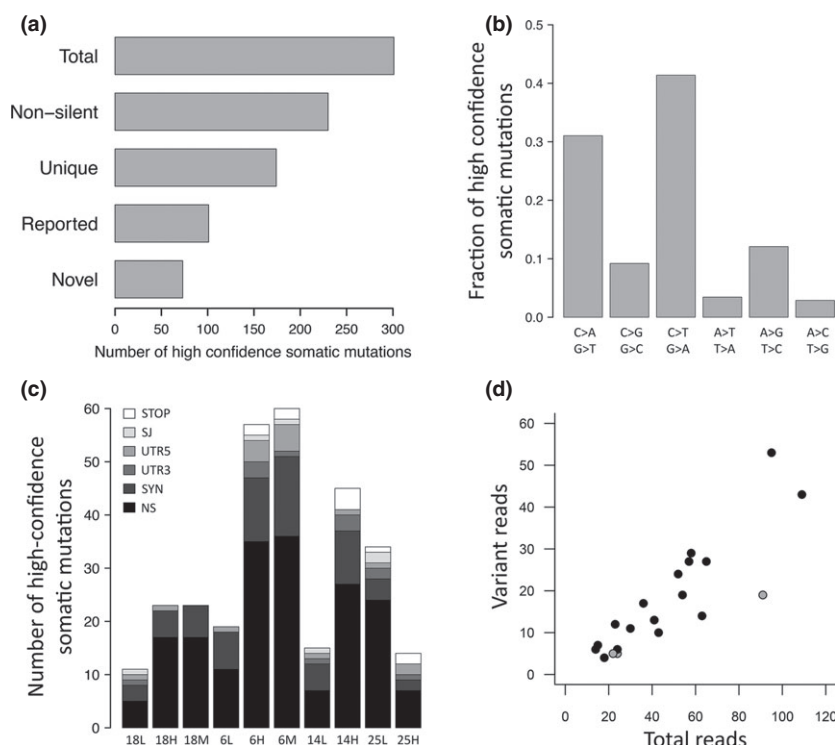 (a)
Total
Non–silent
Unique
Reported
Novel
0 50 100 150 200 250 300
Number of high confidence somatic mutations
(b)
Fraction of high confidence
somatic mutations
0.5
0.4
0.3
0.2
0.1
0.0
C>A C>G C>T A>T A>G A>C
G>T G>C G>A T>A T>C T>G
(c)
Number of high-confidence
somatic mutations
60
50
40
30
20
10
0
STOP
SJ
UTR5
UTR3
SYN
NS
18L 18H 18M 6L 6H 6M 14L 14H 25L 25H
(d)
Variant reads
60
50
40
30
20
10
0
0 20 40 60 80 100 120
Total reads